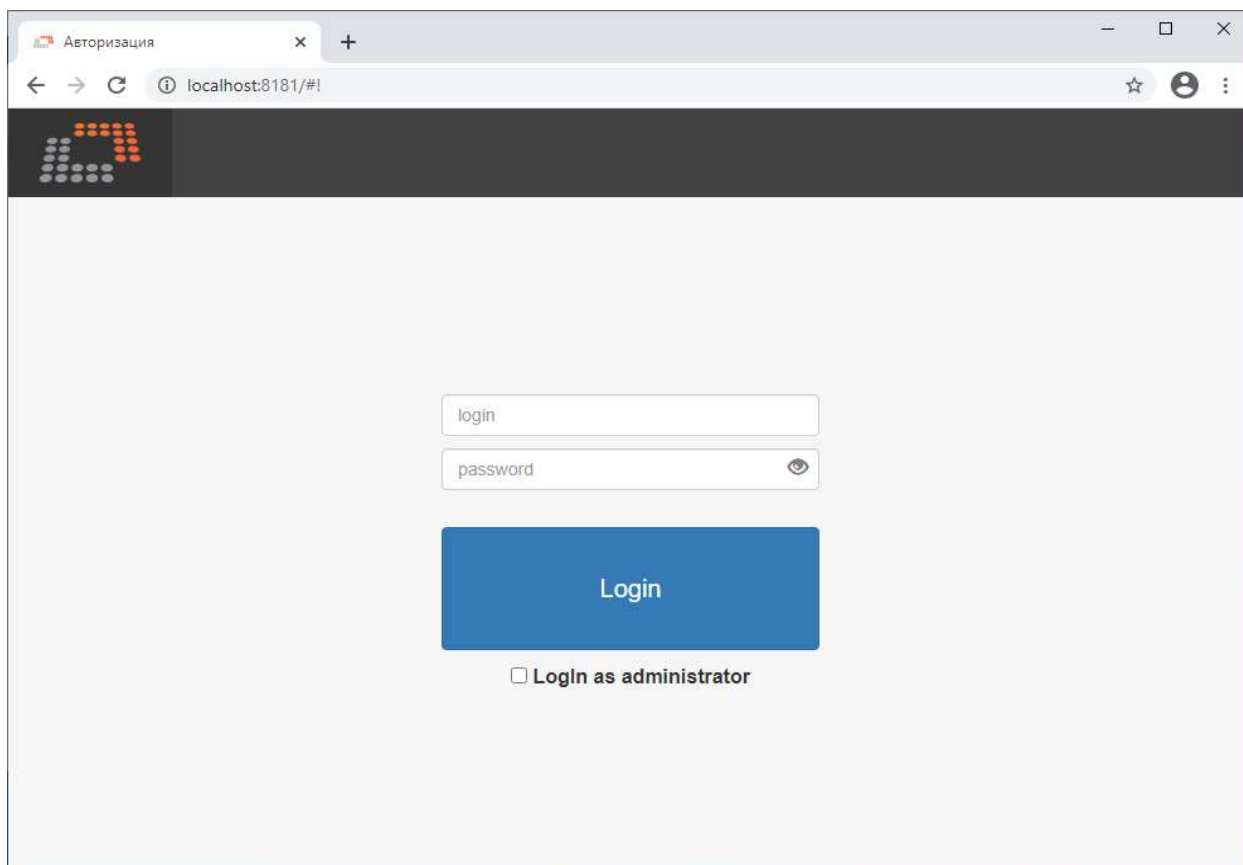 Авторизация
localhost:8181/#!
login
password
Login
LogIn as administrator